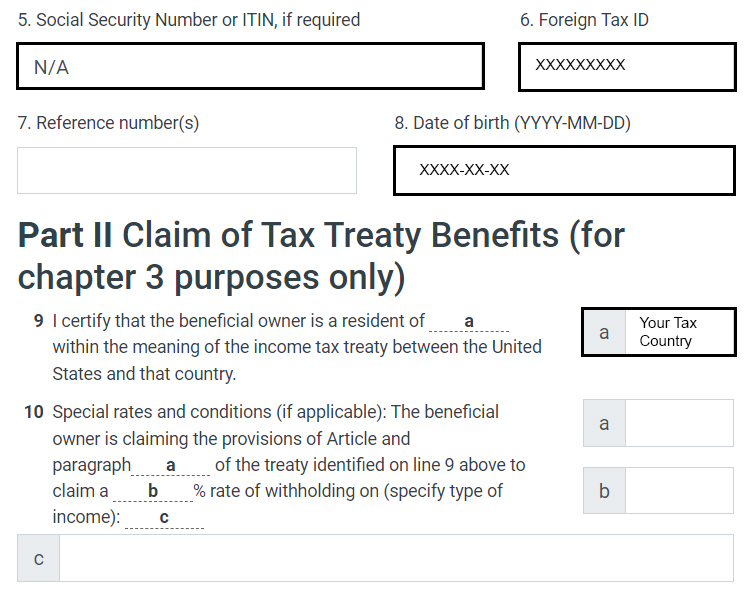 5. Social Security Number or ITIN, if required
6. Foreign Tax ID
N/A
XXXXXXXXX
7. Reference number(s)
8. Date of birth (YYYY-MM-DD)
XXXX-XX-XX
Part II Claim of Tax Treaty Benefits (for
chapter 3 purposes only)
9 I certify that the beneficial owner is a resident of a
within the meaning of the income tax treaty between the United
States and that country.
a Your Tax
Country
10 Special rates and conditions (if applicable): The beneficial
owner is claiming the provisions of Article and
paragraph a of the treaty identified on line 9 above to
claim a b % rate of withholding on (specify type of
income): c
a
b
c